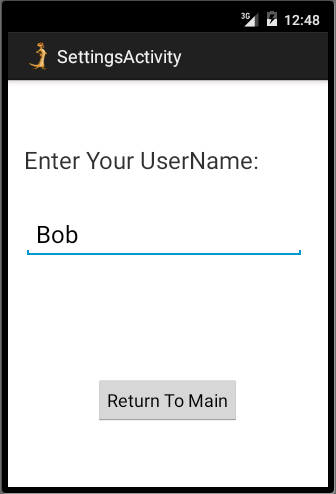 3G 12:48
SettingsActivity
Enter Your UserName:
Bob
Return To Main